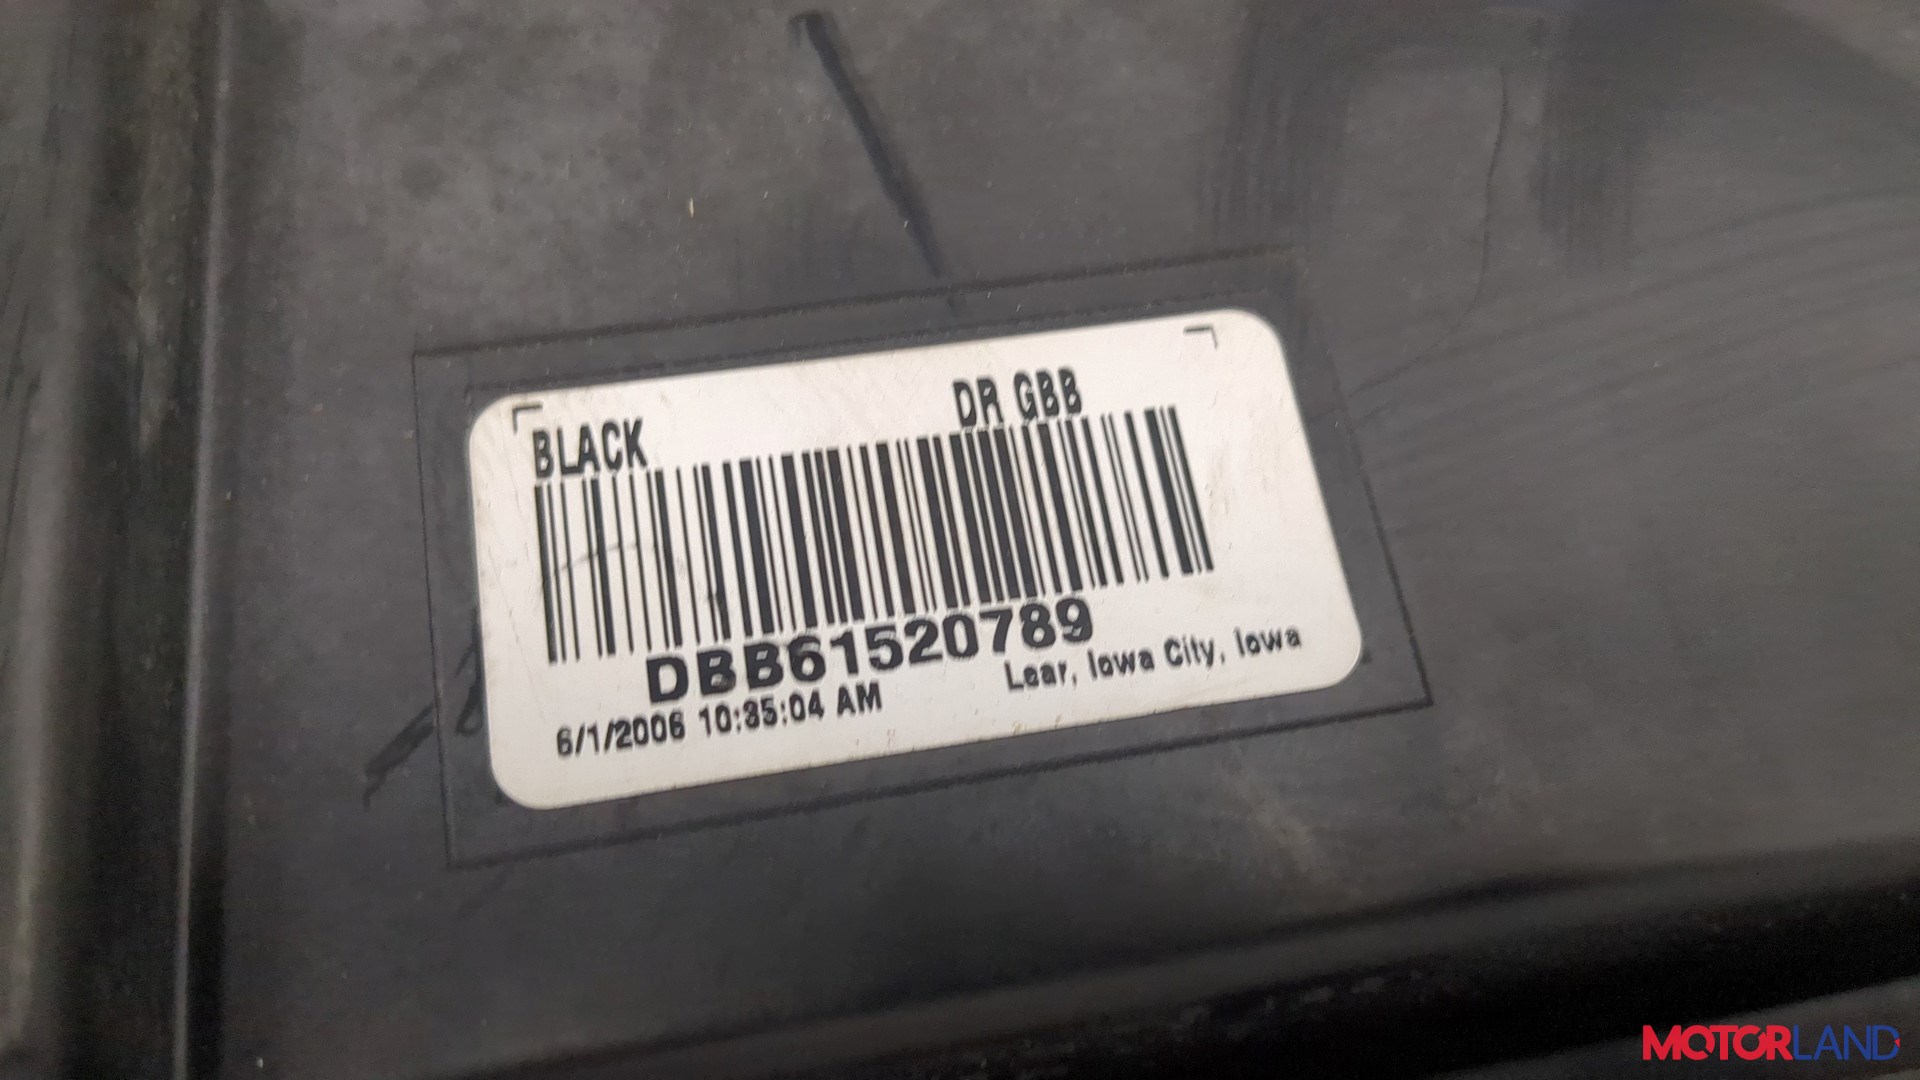 BLACK DR GBB
DBB61520789
6/1/2006 10:35:04 AM Lear, Iowa City, Iowa
MOTORLAND